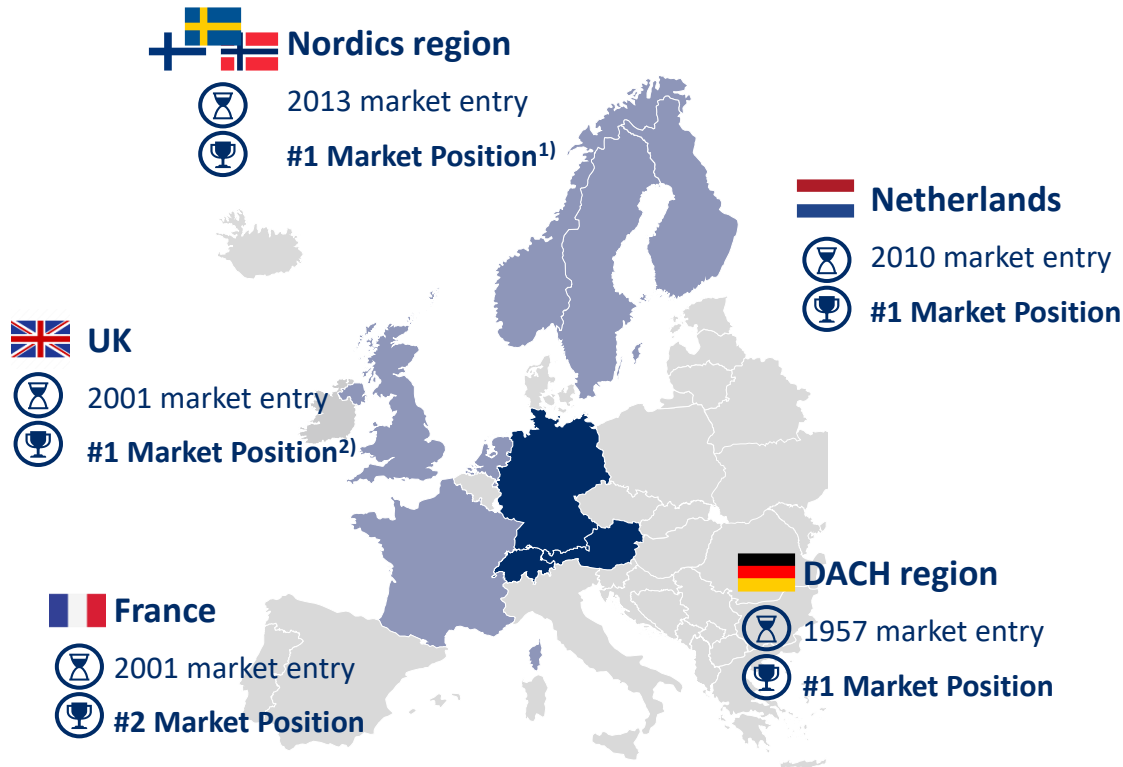 Nordics region
2013 market entry
#1 Market Position1)
Netherlands
2010 market entry
#1 Market Position
UK
2001 market entry
#1 Market Position2)
France
2001 market entry
#2 Market Position
DACH region
1957 market entry
#1 Market Position